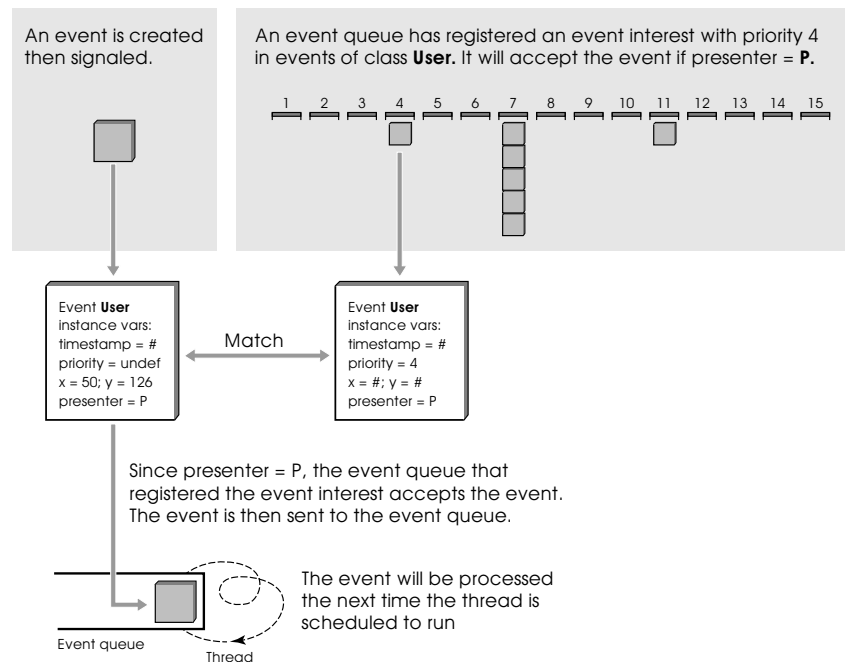 An event is created
then signaled.
An event queue has registered an event interest with priority 4
in events of class User. It will accept the event if presenter = P.
1 2 3 4 5 6 7 8 9 10 11 12 13 14 15
Event User
instance vars:
timestamp = #
priority = undef
x = 50; y = 126
presenter = P
Match
Event User
instance vars:
timestamp = #
priority = 4
x = #; y = #
presenter = P
Since presenter = P, the event queue that
registered the event interest accepts the event.
The event is then sent to the event queue.
The event will be processed
the next time the thread is
scheduled to run
Event queue
Thread